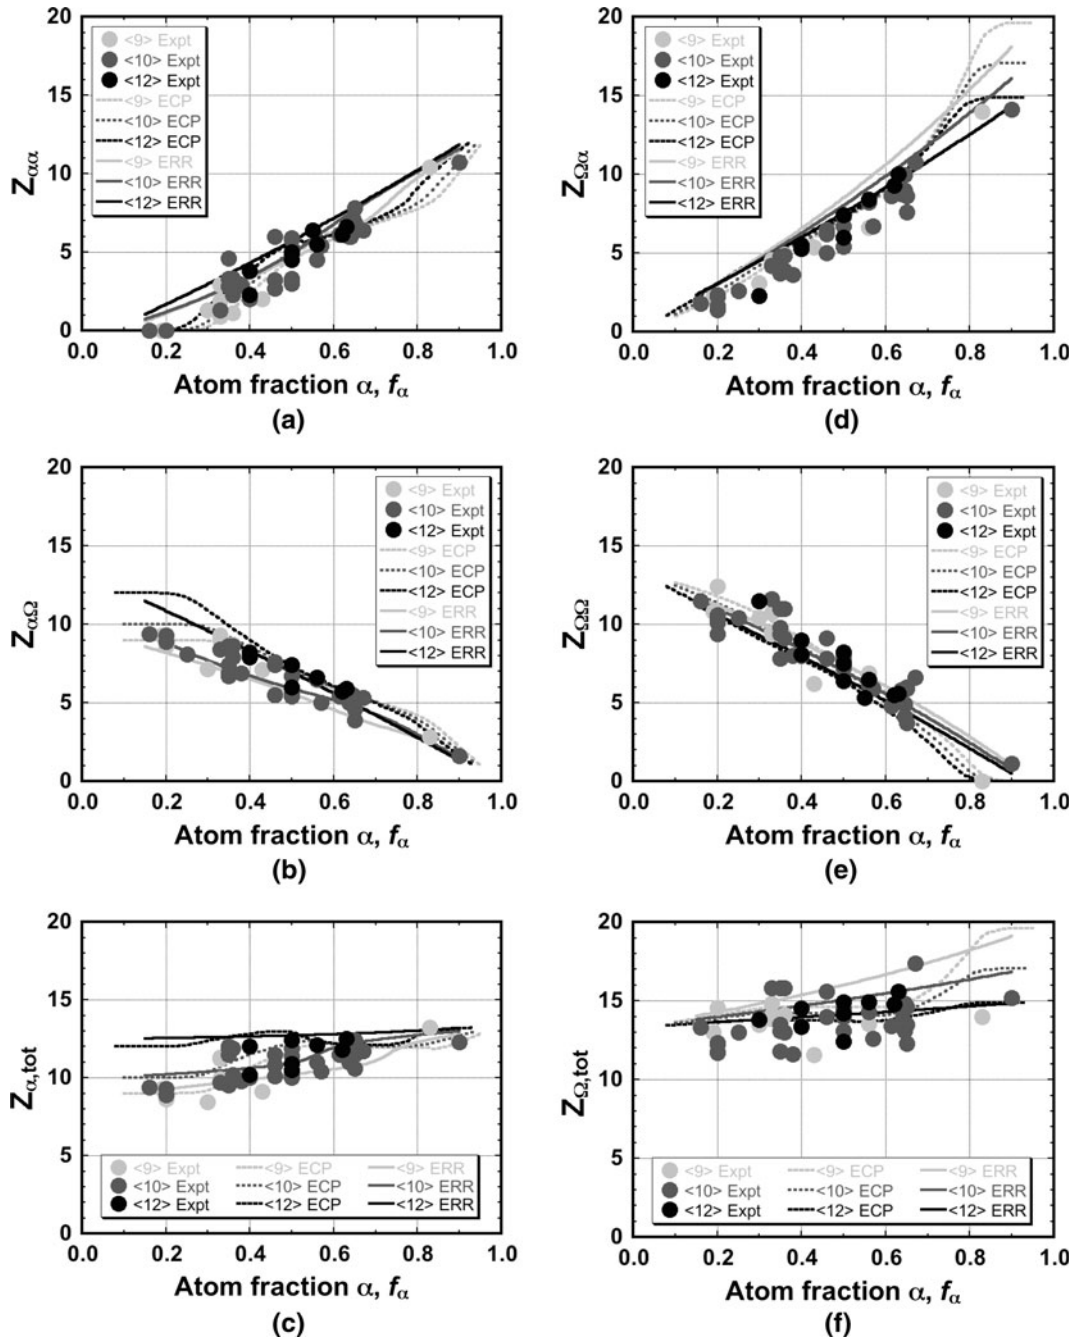 20
15
10
5
0
Zαα
<9> Expt
<10> Expt
<12> Expt
<9> ECP
<10> ECP
<12> ECP
<9> ERR
<10> ERR
<12> ERR
0.0 0.2 0.4 0.6 0.8 1.0
Atom fraction α, fα
(a)
20
15
10
5
0
ZΩα
<9> Expt
<10> Expt
<12> Expt
<9> ECP
<10> ECP
<12> ECP
<9> ERR
<10> ERR
<12> ERR
0.0 0.2 0.4 0.6 0.8 1.0
Atom fraction α, fα
(d)
20
15
10
5
0
ZαΩ
<9> Expt
<10> Expt
<12> Expt
<9> ECP
<10> ECP
<12> ECP
<9> ERR
<10> ERR
<12> ERR
0.0 0.2 0.4 0.6 0.8 1.0
Atom fraction α, fα
(b)
20
15
10
5
0
ZΩΩ
<9> Expt
<10> Expt
<12> Expt
<9> ECP
<10> ECP
<12> ECP
<9> ERR
<10> ERR
<12> ERR
0.0 0.2 0.4 0.6 0.8 1.0
Atom fraction α, fα
(e)
20
15
10
5
0
Zα,tot
<9> Expt <9> ECP <9> ERR
<10> Expt <10> ECP <10> ERR
<12> Expt <12> ECP <12> ERR
0.0 0.2 0.4 0.6 0.8 1.0
Atom fraction α, fα
(c)
20
15
10
5
0
ZΩ,tot
<9> Expt <9> ECP <9> ERR
<10> Expt <10> ECP <10> ERR
<12> Expt <12> ECP <12> ERR
0.0 0.2 0.4 0.6 0.8 1.0
Atom fraction α, fα
(f)